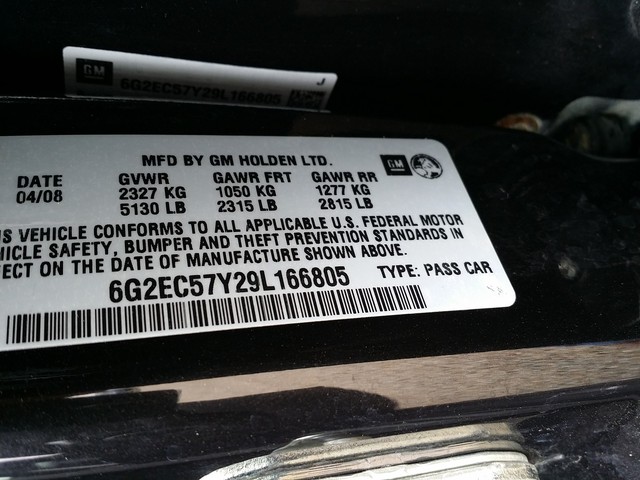 GM
J
6G2EC57Y29L166805
MFD BY GM HOLDEN LTD.
GM
DATE GVWR GAWR FRT GAWR RR
04/08 2327 KG 1050 KG 1277 KG
5130 LB 2315 LB 2815 LB
S VEHICLE CONFORMS TO ALL APPLICABLE U.S. FEDERAL MOTOR
HICLE SAFETY, BUMPER AND THEFT PREVENTION STANDARDS IN
ECT ON THE DATE OF MANUFACTURE SHOWN ABOVE.
6G2EC57Y29L166805 TYPE: PASS CAR